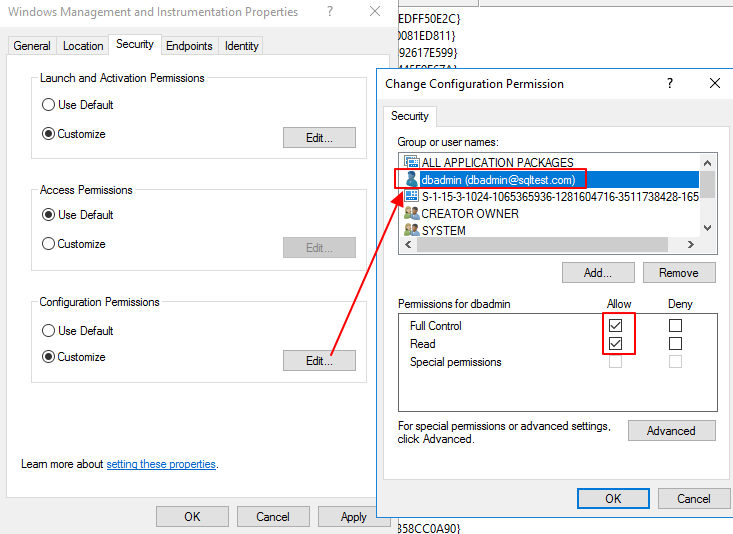 Windows Management and Instrumentation Properties
General
Location
Security
Endpoints
Identity
Launch and Activation Permissions
Use Default
Customize
Edit...
Access Permissions
Use Default
Customize
Edit...
Configuration Permissions
Use Default
Customize
Edit...
Learn more about setting these properties.
OK
Cancel
Apply
EDFF50E2C}
0081ED811}
92617E599}
Change Configuration Permission
Security
Group or user names:
ALL APPLICATION PACKAGES
dbadmin (dbadmin@sqltest.com)
S-1-15-3-1024-1065365936-1281604716-3511738428-165
CREATOR OWNER
SYSTEM
Add...
Remove
Permissions for dbadmin
Allow
Deny
Full Control
Read
Special permissions
For special permissions or advanced settings,
click Advanced.
Advanced
OK
Cancel
358CC0A90}